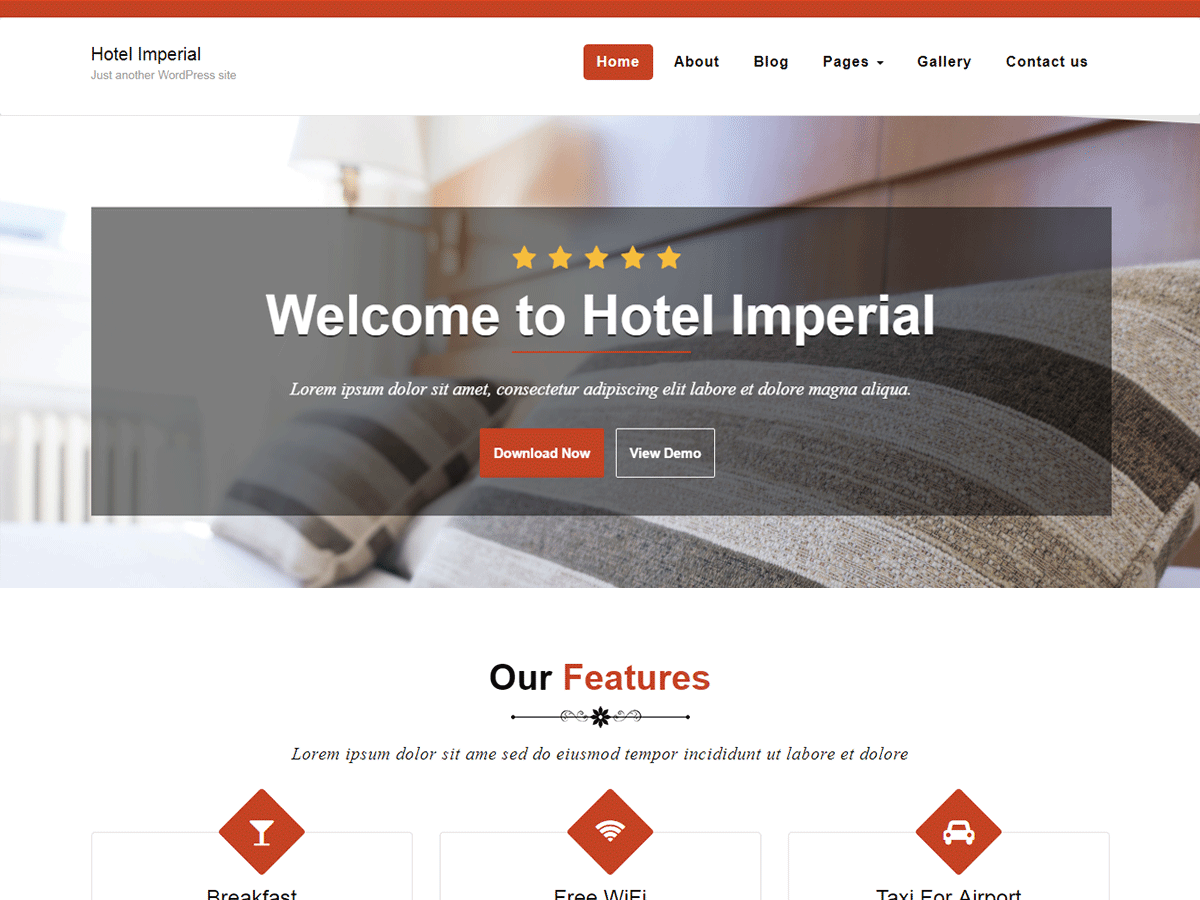 Hotel Imperial
Just another WordPress site
Home About Blog Pages Gallery Contact us
Welcome to Hotel Imperial
Lorem ipsum dolor sit amet, consectetur adipiscing elit labore et dolore magna aliqua.
Download Now View Demo
Our Features
Lorem ipsum dolor sit ame sed do eiusmod tempor incididunt ut labore et dolore
Breakfast Free WiFi Taxi For Airport